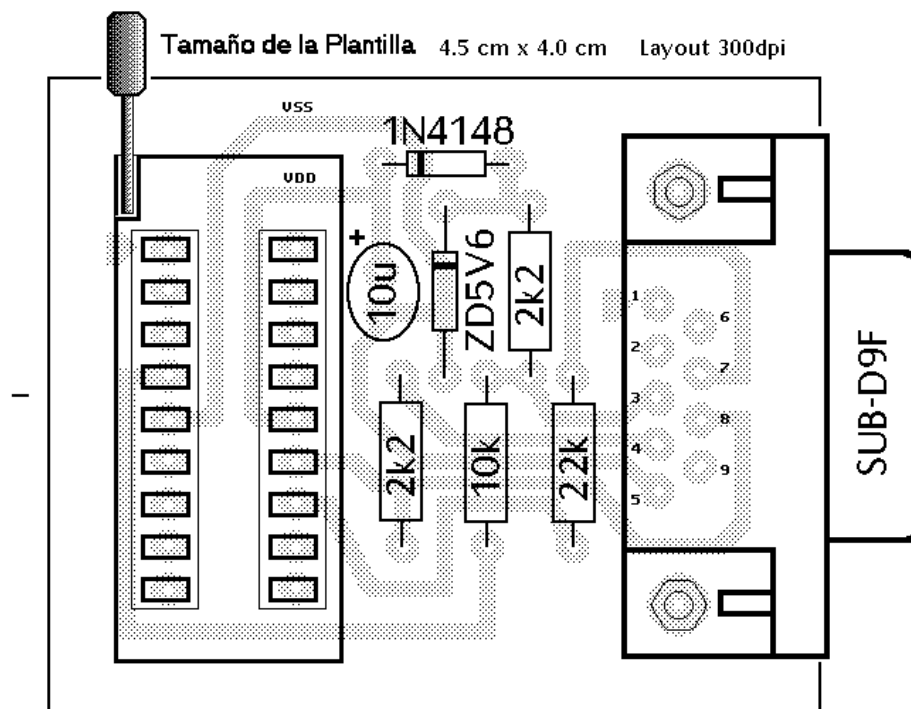 Tamaño de la Plantilla 4.5 cm x 4.0 cm Layout 300dpi
VSS
1N4148
VDD
+
10u
ZD5V6
2k2
1
6
2
7
3
8
4
9
5
2k2
10k
22k
SUB-D9F